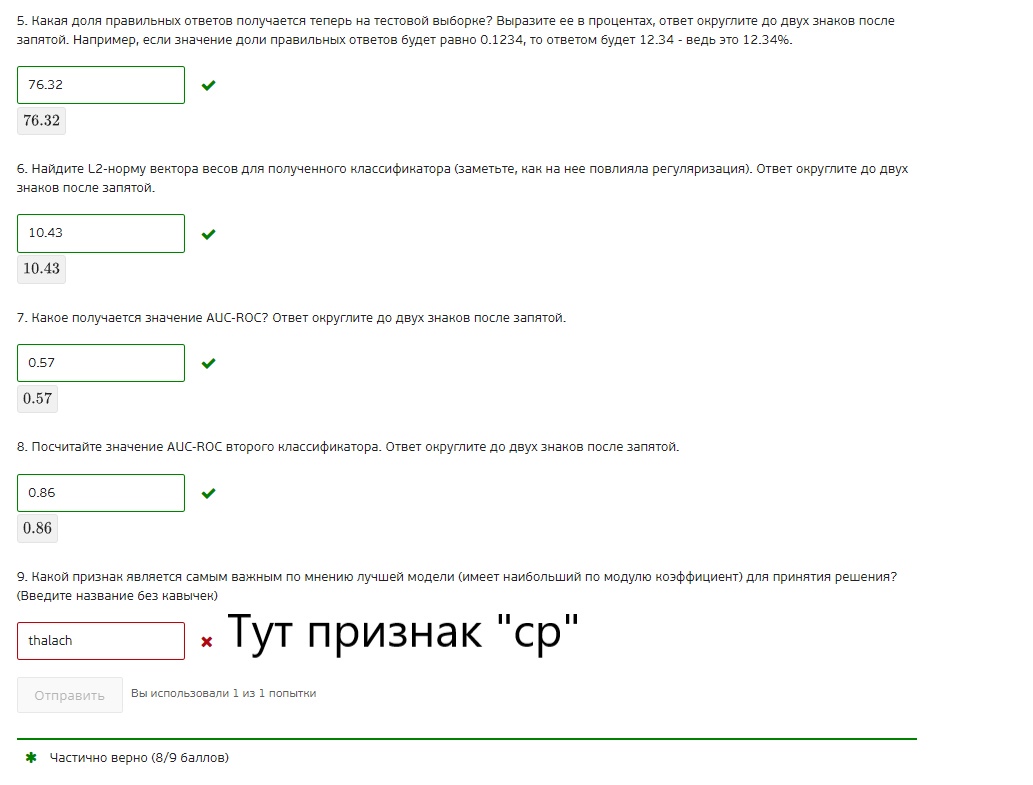 5. Какая доля правильных ответов получается теперь на тестовой выборке? Выразите ее в процентах, ответ округлите до двух знаков после
запятой. Например, если значение доли правильных ответов будет равно 0.1234, то ответом будет 12.34 - ведь это 12.34%.
76.32
76.32
6. Найдите L2-норму вектора весов для полученного классификатора (заметьте, как на нее повлияла регуляризация). Ответ округлите до двух
знаков после запятой.
10.43
10.43
7. Какое получается значение AUC-ROC? Ответ округлите до двух знаков после запятой.
0.57
0.57
8. Посчитайте значение AUC-ROC второго классификатора. Ответ округлите до двух знаков после запятой.
0.86
0.86
9. Какой признак является самым важным по мнению лучшей модели (имеет наибольший по модулю коэффициент) для принятия решения?
(Введите название без кавычек)
thalach Тут признак "cp"
Отправить Вы использовали 1 из 1 попытки
Частично верно (8/9 баллов)